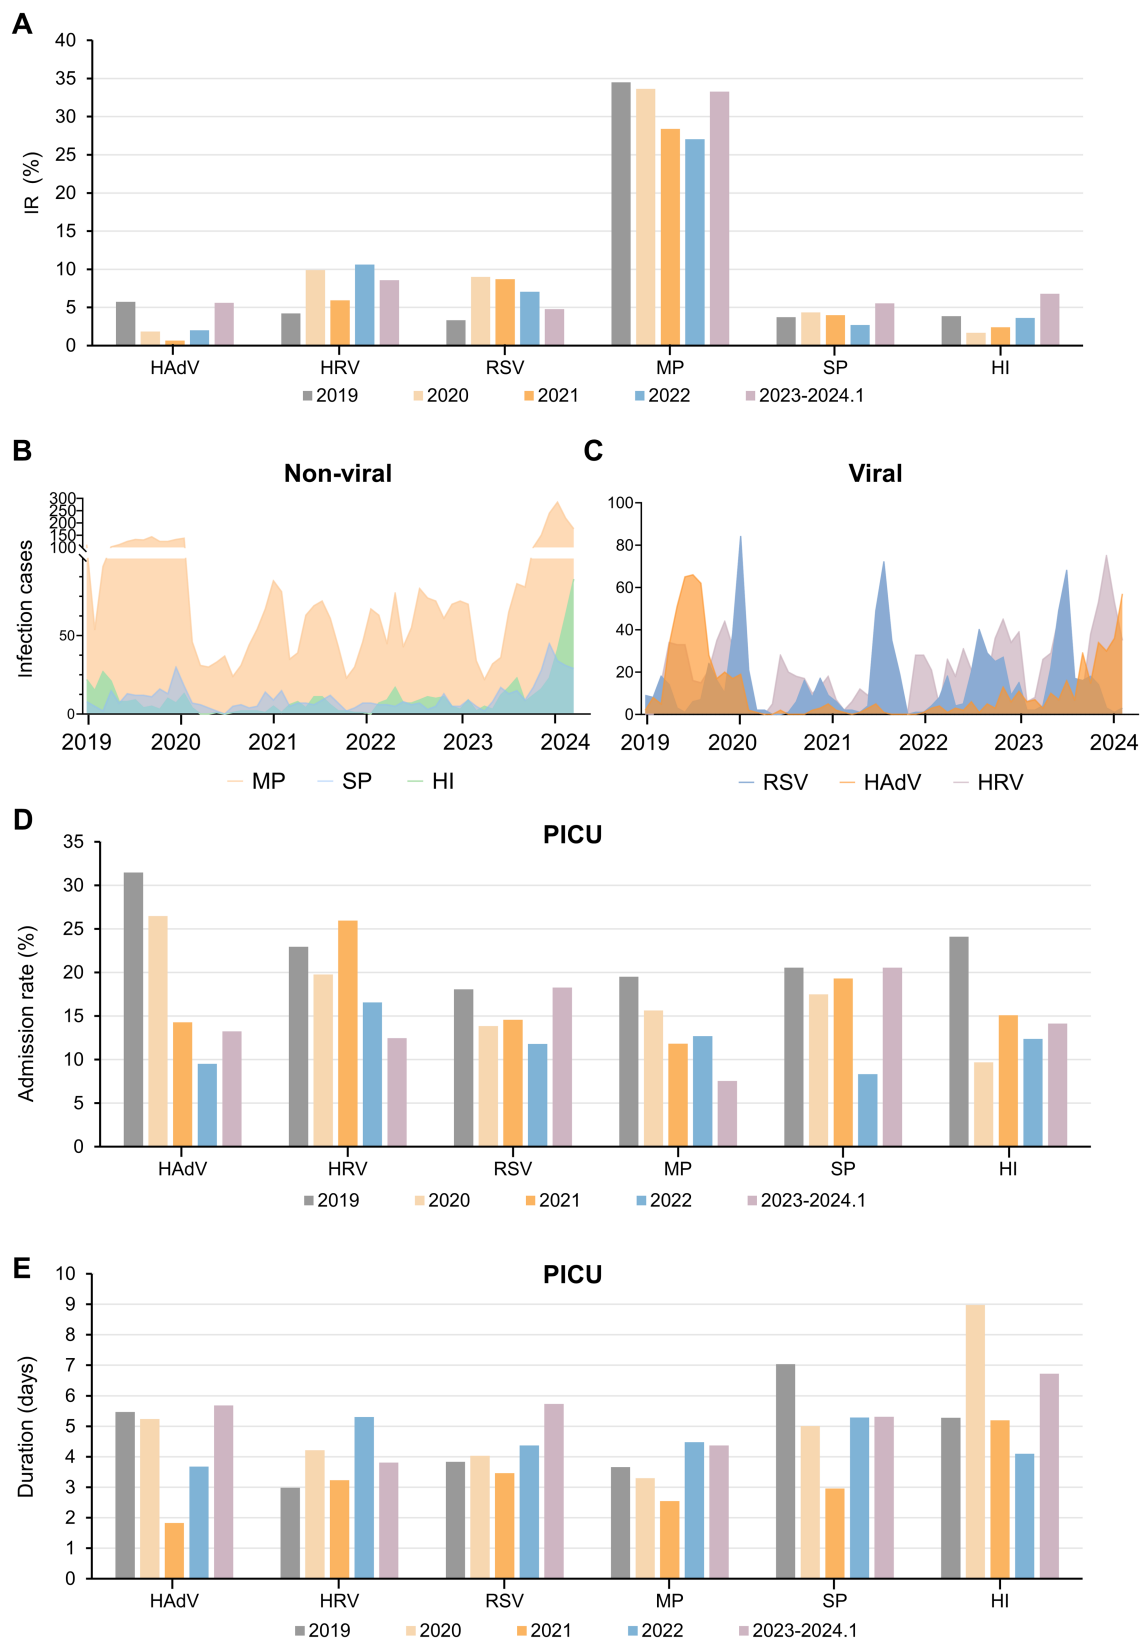 A
40
35
30
25
20
15
10
5
0
IR (%)
HAdV HRV RSV MP SP HI
2019 2020 2021 2022 2023-2024.1
B
Non-viral
300
250
200
150
100
50
0
Infection cases
2019 2020 2021 2022 2023 2024
MP SP HI
C
Viral
100
80
60
40
20
0
2019 2020 2021 2022 2023 2024
RSV HAdV HRV
D
PICU
35
30
25
20
15
10
5
0
Admission rate (%)
HAdV HRV RSV MP SP HI
2019 2020 2021 2022 2023-2024.1
E
PICU
10
9
8
7
6
5
4
3
2
1
0
Duration (days)
HAdV HRV RSV MP SP HI
2019 2020 2021 2022 2023-2024.1